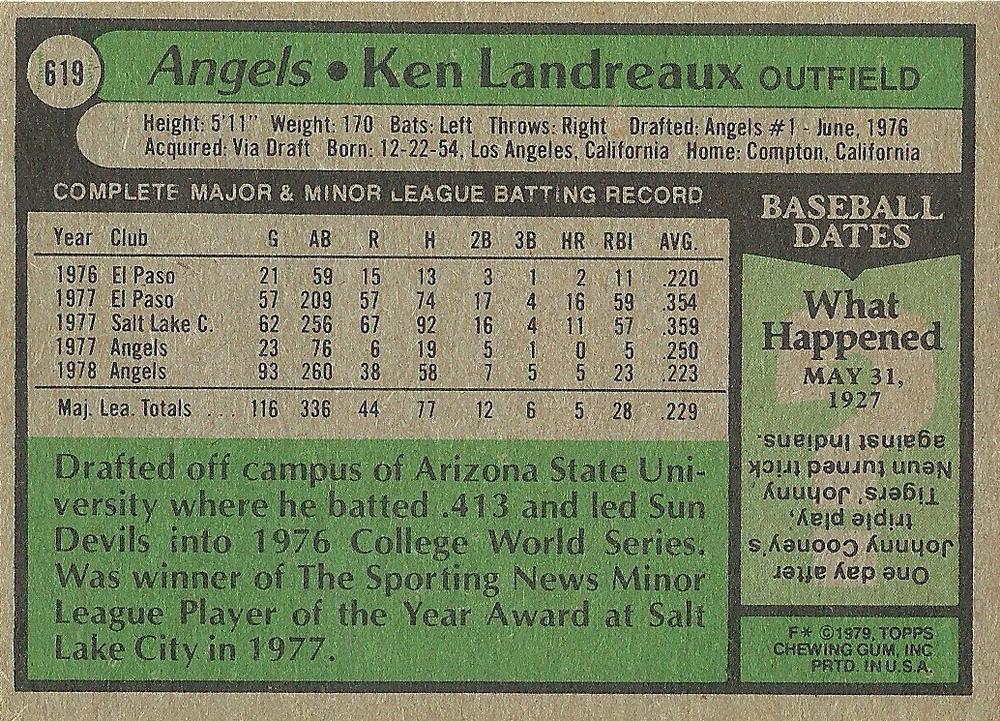 619
Angels • Ken Landreaux OUTFIELD
Height: 5'11" Weight: 170 Bats: Left Throws: Right Drafted: Angels #1 - June, 1976
Acquired: Via Draft Born: 12-22-54, Los Angeles, California Home: Compton, California
COMPLETE MAJOR & MINOR LEAGUE BATTING RECORD
Year Club G AB R H 2B 3B HR RBI AVG.
1976 El Paso 21 59 15 13 3 1 2 11 .220
1977 El Paso 57 209 57 74 17 4 16 59 .354
1977 Salt Lake C. 62 256 67 92 16 4 11 57 .359
1977 Angels 23 76 6 19 5 1 0 5 .250
1978 Angels 93 260 38 58 7 5 5 23 .223
Maj. Lea. Totals ... 116 336 44 77 12 6 5 28 .229
Drafted off campus of Arizona State Uni-
versity where he batted .413 and led Sun
Devils into 1976 College World Series.
Was winner of The Sporting News Minor
League Player of the Year Award at Salt
Lake City in 1977.
BASEBALL
DATES
What
Happened
MAY 31,
1927
One day after
Johnny Cooney's
triple play,
Tigers' Johnny
Neun turned trick
against Indians.
F* ©1979, TOPPS
CHEWING GUM, INC
PRTD. IN U.S.A.